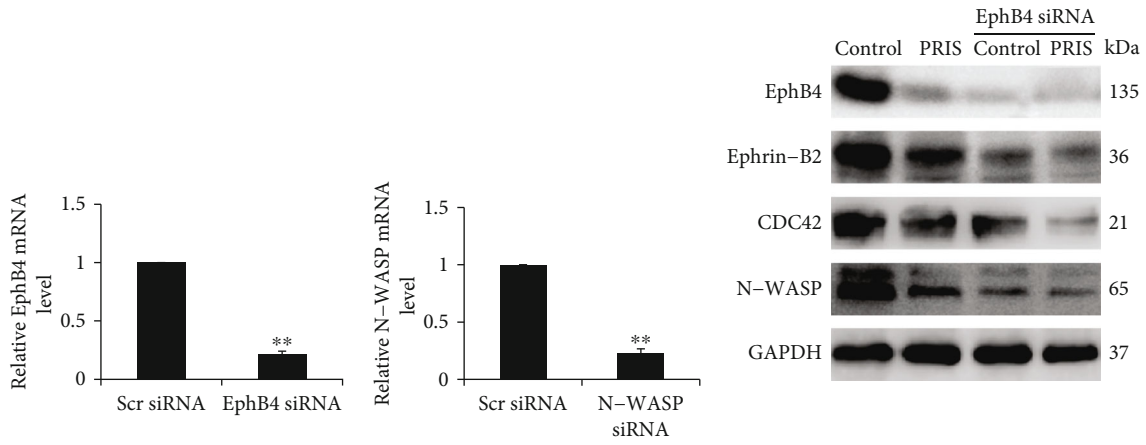 Relative EphB4 mRNA
level
1.5
1
0.5
0
**
Scr siRNA EphB4 siRNA
Relative N−WASP mRNA
level
1.5
1
0.5
0
**
Scr siRNA N−WASP
siRNA
EphB4 siRNA
Control PRIS Control PRIS kDa
EphB4 135
Ephrin−B2 36
CDC42 21
N−WASP 65
GAPDH 37